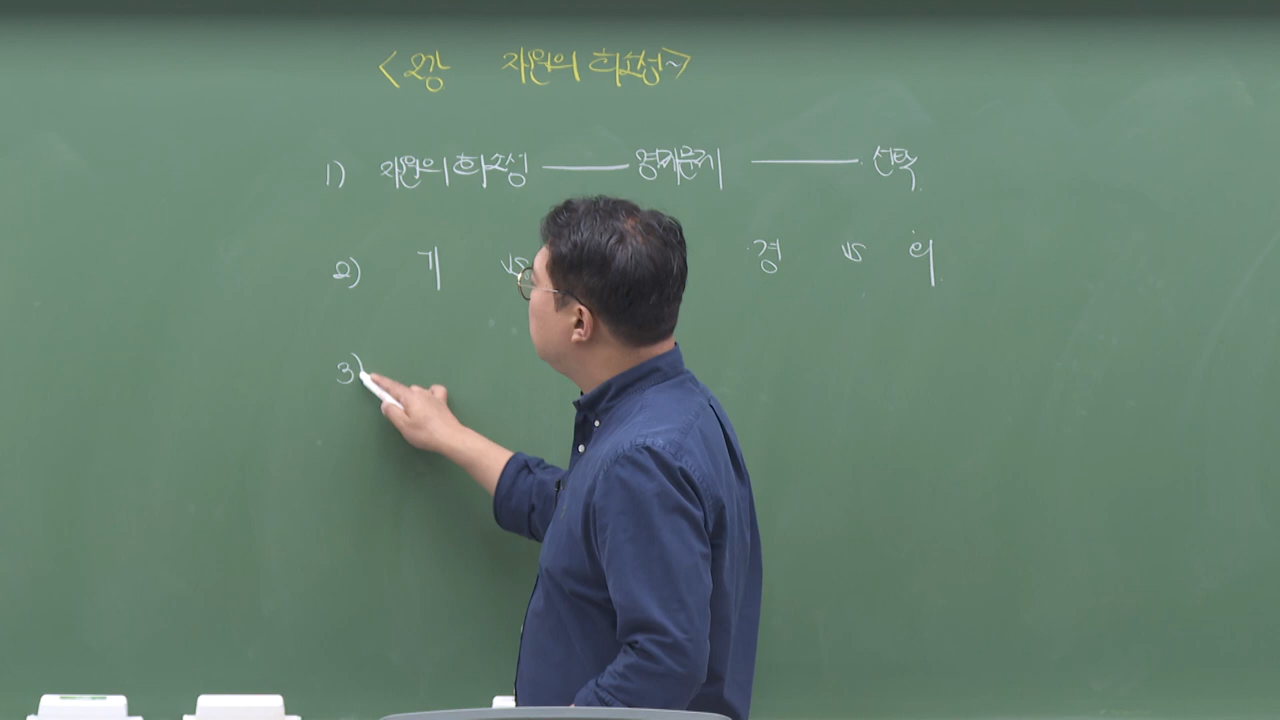 <2강 자원의 희소성~>
1) 자원의 희소성 —— 경제문제 —— 선택
2) 기 vs 경 vs 회
3)